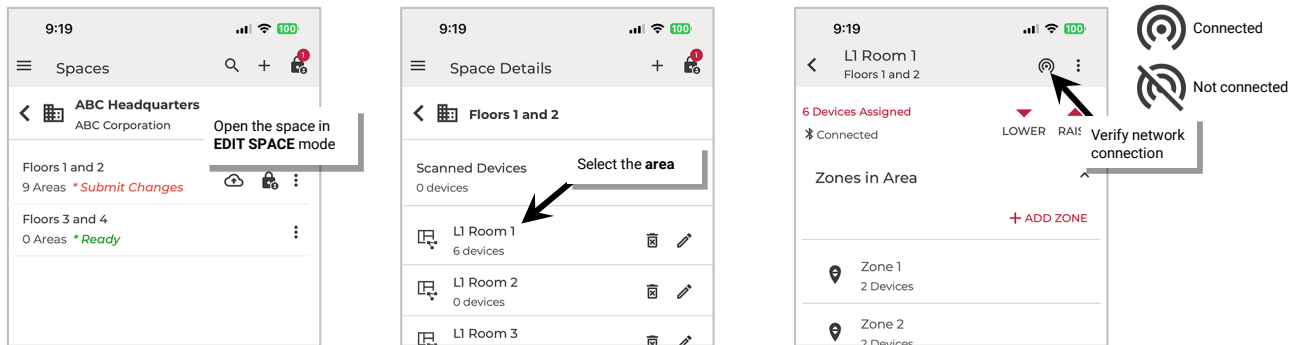 9:19
100
Spaces
1
ABC Headquarters
ABC Corporation
Open the space in
EDIT SPACE mode
Floors 1 and 2
9 Areas * Submit Changes
Floors 3 and 4
0 Areas * Ready
9:19
100
Space Details
1
Floors 1 and 2
Scanned Devices
0 devices
Select the area
L1 Room 1
6 devices
L1 Room 2
0 devices
L1 Room 3
9:19
100
L1 Room 1
Floors 1 and 2
6 Devices Assigned
Connected
LOWER
Verify network
connection
Zones in Area
+ ADD ZONE
Zone 1
2 Devices
Zone 2
2 Devices
Connected
Not connected